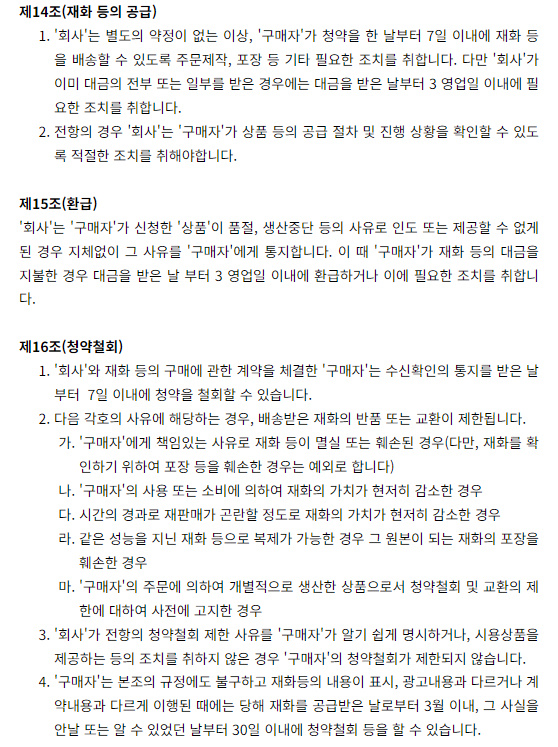 제14조(재화 등의 공급)
1. '회사'는 별도의 약정이 없는 이상, '구매자'가 청약을 한 날부터 7일 이내에 재화 등
을 배송할 수 있도록 주문제작, 포장 등 기타 필요한 조치를 취합니다. 다만 '회사'가
이미 대금의 전부 또는 일부를 받은 경우에는 대금을 받은 날부터 3 영업일 이내에 필
요한 조치를 취합니다.
2. 전항의 경우 '회사'는 '구매자'가 상품 등의 공급 절차 및 진행 상황을 확인할 수 있도
록 적절한 조치를 취해야합니다.
제15조(환급)
'회사'는 '구매자'가 신청한 '상품'이 품절, 생산중단 등의 사유로 인도 또는 제공할 수 없게
된 경우 지체없이 그 사유를 '구매자'에게 통지합니다. 이 때 '구매자'가 재화 등의 대금을
지불한 경우 대금을 받은 날 부터 3 영업일 이내에 환급하거나 이에 필요한 조치를 취합니
다.
제16조(청약철회)
1. '회사'와 재화 등의 구매에 관한 계약을 체결한 '구매자'는 수신확인의 통지를 받은 날
부터  7일 이내에 청약을 철회할 수 있습니다.
2. 다음 각호의 사유에 해당하는 경우, 배송받은 재화의 반품 또는 교환이 제한됩니다.
가. '구매자'에게 책임있는 사유로 재화 등이 멸실 또는 훼손된 경우(다만, 재화를 확
인하기 위하여 포장 등을 훼손한 경우는 예외로 합니다)
나. '구매자'의 사용 또는 소비에 의하여 재화의 가치가 현저히 감소한 경우
다. 시간의 경과로 재판매가 곤란할 정도로 재화의 가치가 현저히 감소한 경우
라. 같은 성능을 지닌 재화 등으로 복제가 가능한 경우 그 원본이 되는 재화의 포장을
훼손한 경우
마. '구매자'의 주문에 의하여 개별적으로 생산한 상품으로서 청약철회 및 교환의 제
한에 대하여 사전에 고지한 경우
3. '회사'가 전항의 청약철회 제한 사유를 '구매자'가 알기 쉽게 명시하거나, 시용상품을
제공하는 등의 조치를 취하지 않은 경우 '구매자'의 청약철회가 제한되지 않습니다.
4. '구매자'는 본조의 규정에도 불구하고 재화등의 내용이 표시, 광고내용과 다르거나 계
약내용과 다르게 이행된 때에는 당해 재화를 공급받은 날로부터 3월 이내, 그 사실을
안날 또는 알 수 있었던 날부터 30일 이내에 청약철회 등을 할 수 있습니다.